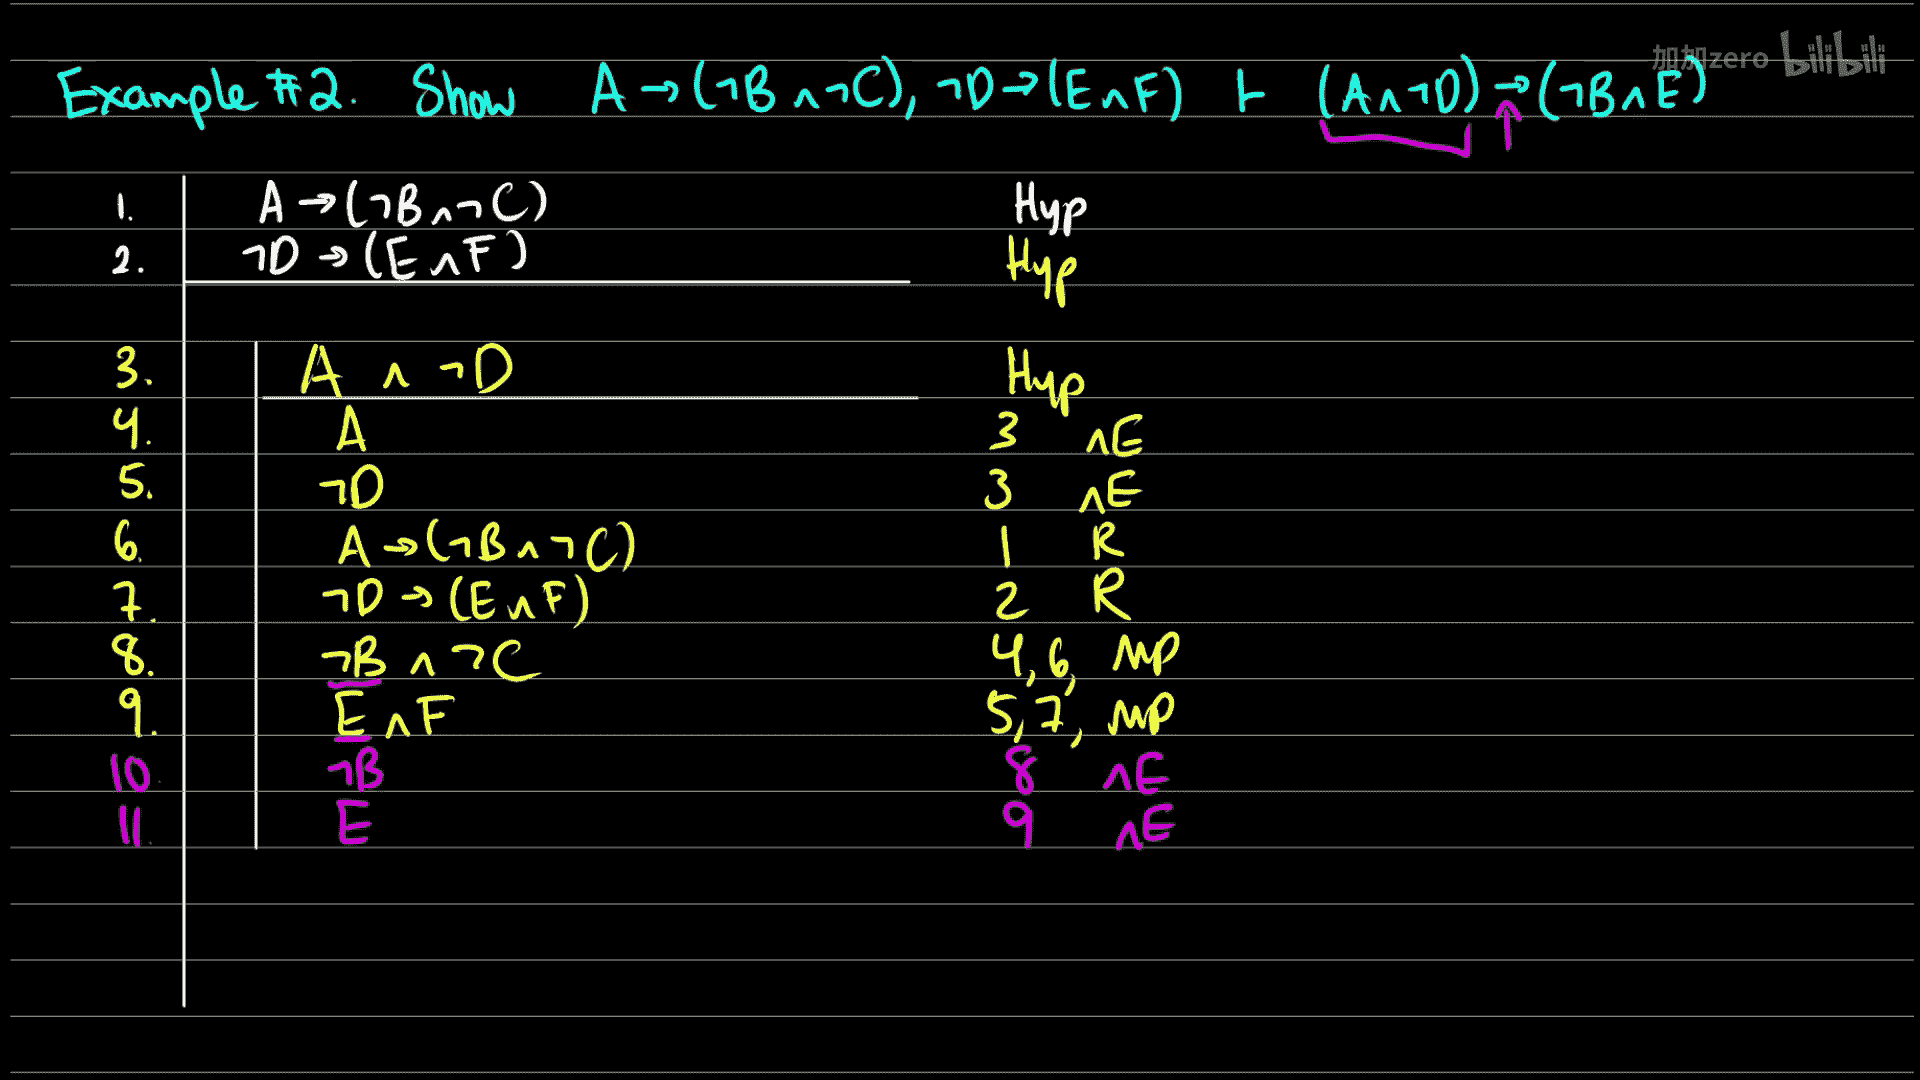 加加zero bilibili
Example #2. Show A → (¬B ∧ ¬C), ¬D → (E ∧ F) ⊢ (A ∧ ¬D) → (¬B ∧ E)
1. A → (¬B ∧ ¬C) Hyp
2. ¬D → (E ∧ F) Hyp
3. A ∧ ¬D Hyp
4. A 3 ∧E
5. ¬D 3 ∧E
6. A → (¬B ∧ ¬C) 1 R
7. ¬D → (E ∧ F) 2 R
8. ¬B ∧ ¬C 4,6, MP
9. E ∧ F 5,7, MP
10. ¬B 8 ∧E
11. E 9 ∧E